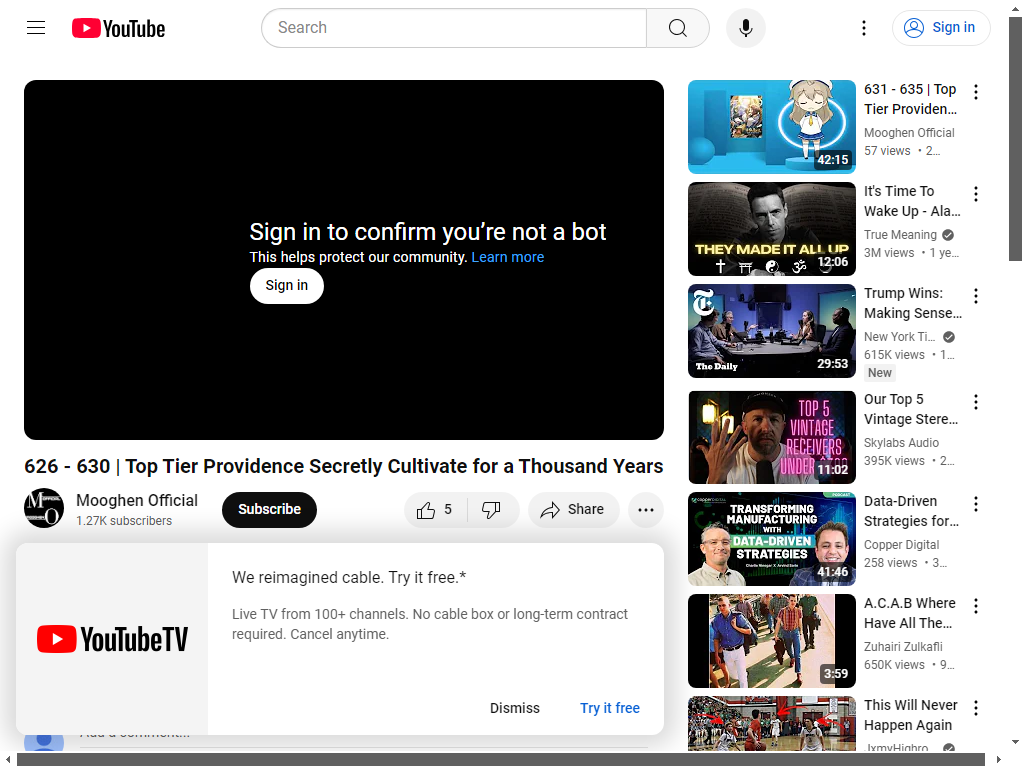 YouTube
Search
Sign in
Sign in to confirm you’re not a bot
This helps protect our community. Learn more
Sign in
626 - 630 | Top Tier Providence Secretly Cultivate for a Thousand Years
Mooghen Official
1.27K subscribers
Subscribe
5
Share
YouTubeTV
We reimagined cable. Try it free.*
Live TV from 100+ channels. No cable box or long-term contract
required. Cancel anytime.
Dismiss
Try it free
Add a comment...
42:15
631 - 635 | Top
Tier Providen...
Mooghen Official
57 views • 2...
THEY MADE IT ALL UP
12:06
It's Time To
Wake Up - Ala...
True Meaning
3M views • 1 ye...
The Daily
29:53
Trump Wins:
Making Sense...
New York Ti...
615K views • 1...
New
TOP 5
VINTAGE
RECEIVERS
11:02
Our Top 5
Vintage Stere...
Skylabs Audio
395K views • 2...
PODCAST
TRANSFORMING
MANUFACTURING
WITH
DATA-DRIVEN
STRATEGIES
41:46
Data-Driven
Strategies for...
Copper Digital
258 views • 3...
3:59
A.C.A.B Where
Have All The...
Zuhairi Zulkafli
650K views • 9...
This Will Never
Happen Again
JxmyHighro...